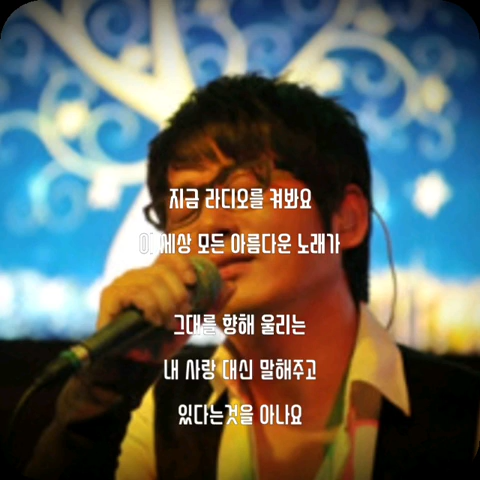 지금 라디오를 켜봐요
이 세상 모든 아름다운 노래가
그대를 향해 울리는
내 사랑 대신 말해주고
있다는것을 아나요